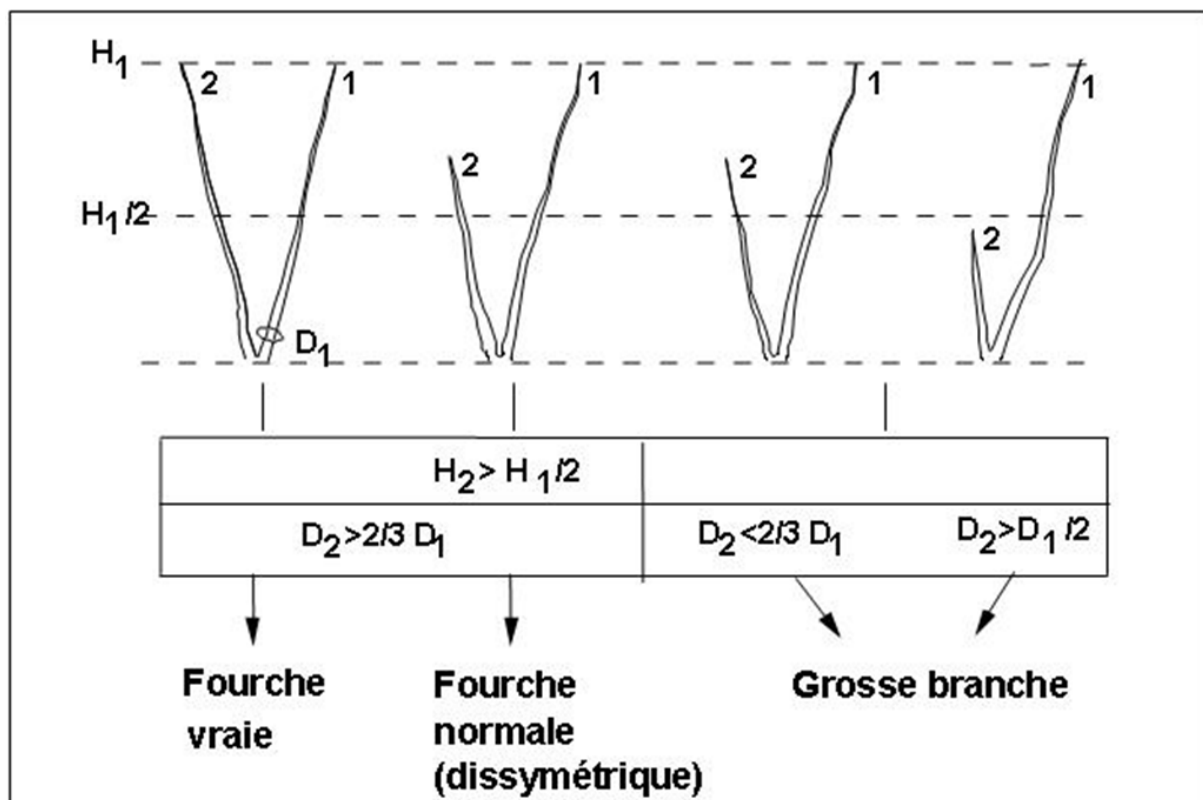 H1
2 1 1 1 1
2 2
H1/2
2
D1
H2> H1/2
D2>2/3 D1 D2<2/3 D1 D2>D1/2
Fourche Fourche Grosse branche
vraie normale
(dissymétrique)